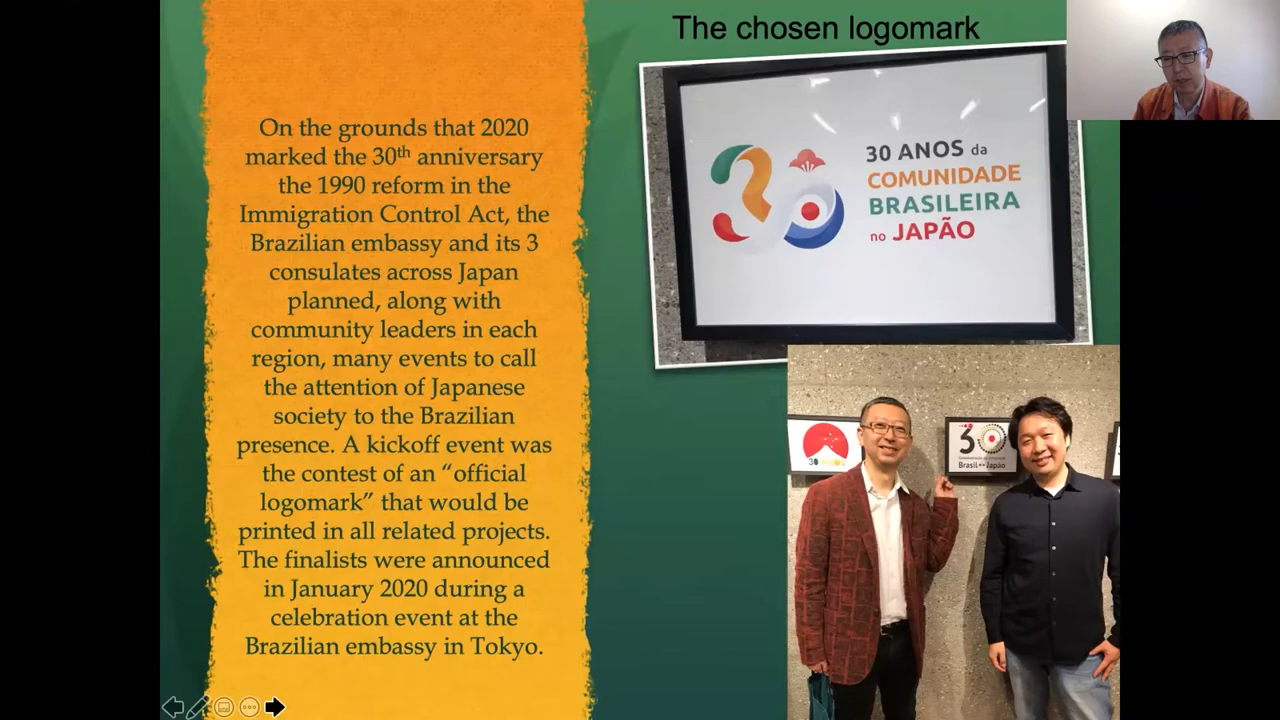 The chosen logomark
On the grounds that 2020
marked the 30th anniversary
the 1990 reform in the
Immigration Control Act, the
Brazilian embassy and its 3
consulates across Japan
planned, along with
community leaders in each
region, many events to call
the attention of Japanese
society to the Brazilian
presence. A kickoff event was
the contest of an “official
logomark” that would be
printed in all related projects.
The finalists were announced
in January 2020 during a
celebration event at the
Brazilian embassy in Tokyo.
30
30 ANOS da
COMUNIDADE
BRASILEIRA
no JAPÃO
30 ANOS
30
Brasil Japão